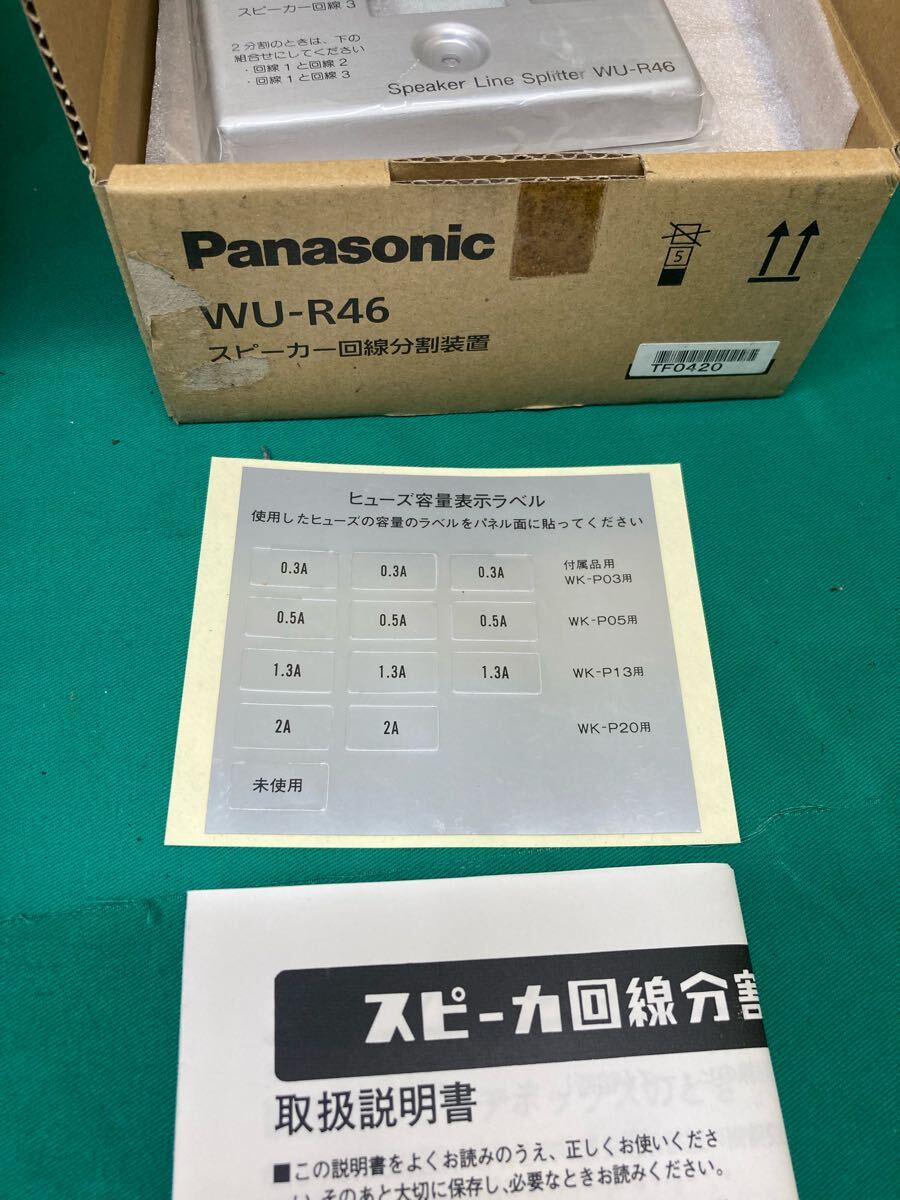 スピーカー回線 3
2分割のときは、下の
組合せにしてください
・回線 1 と回線 2
・回線 1 と回線 3
Speaker Line Splitter WU-R46
Panasonic
5
WU-R46
スピーカー回線分割装置
TF0420
ヒューズ容量表示ラベル
使用したヒューズの容量のラベルをパネル面に貼ってください
0.3A 0.3A 0.3A 付属品用
WK-P03用
0.5A 0.5A 0.5A WK-P05用
1.3A 1.3A 1.3A WK-P13用
2A 2A WK-P20用
未使用
スピーカ回線分割
取扱説明書
■この説明書をよくお読みのうえ、正しくお使いくださ
い。そのあと大切に保存し、必要なときお読みください。